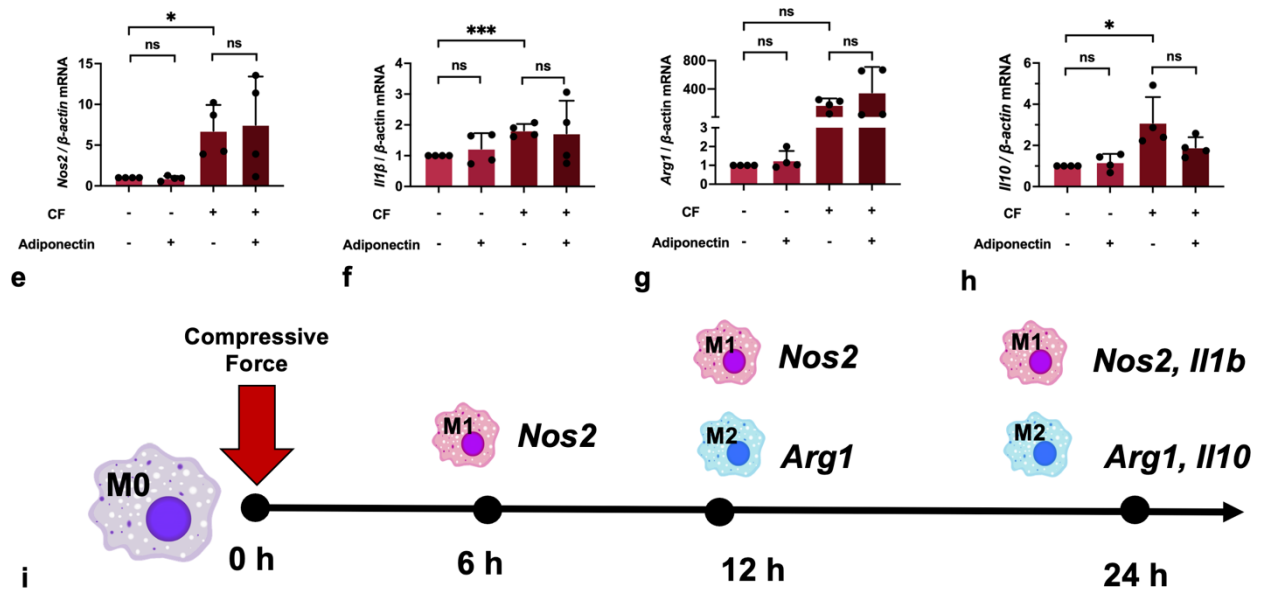 *
ns
ns
Nos2 / β-actin mRNA
15
10
5
0
CF
-
-
+
+
Adiponectin
-
+
-
+
e
***
ns
ns
Il1β / β-actin mRNA
4
3
2
1
0
CF
-
-
+
+
Adiponectin
-
+
-
+
f
ns
ns
ns
Arg1 / β-actin mRNA
800
400
3
2
1
0
CF
-
-
+
+
Adiponectin
-
+
-
+
g
*
ns
ns
Il10 / β-actin mRNA
6
4
2
0
CF
-
-
+
+
Adiponectin
-
+
-
+
h
Compressive
Force
M0
M1
Nos2
M1
Nos2
M2
Arg1
M1
Nos2, Il1b
M2
Arg1, Il10
0 h
6 h
12 h
24 h
i